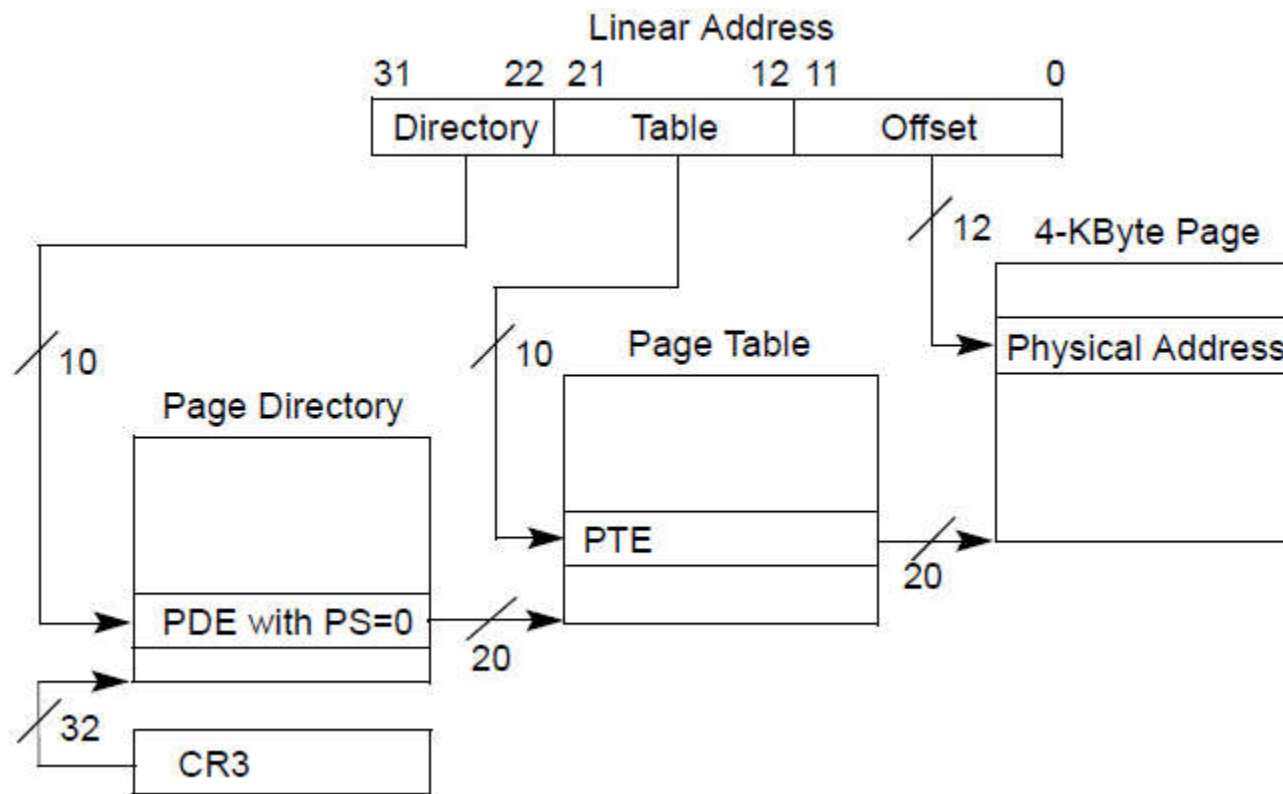 Linear Address
31 22 21 12 11 0
Directory Table Offset
12
4-KByte Page
Physical Address
10
10
Page Table
Page Directory
PTE
20
PDE with PS=0
20
32
CR3